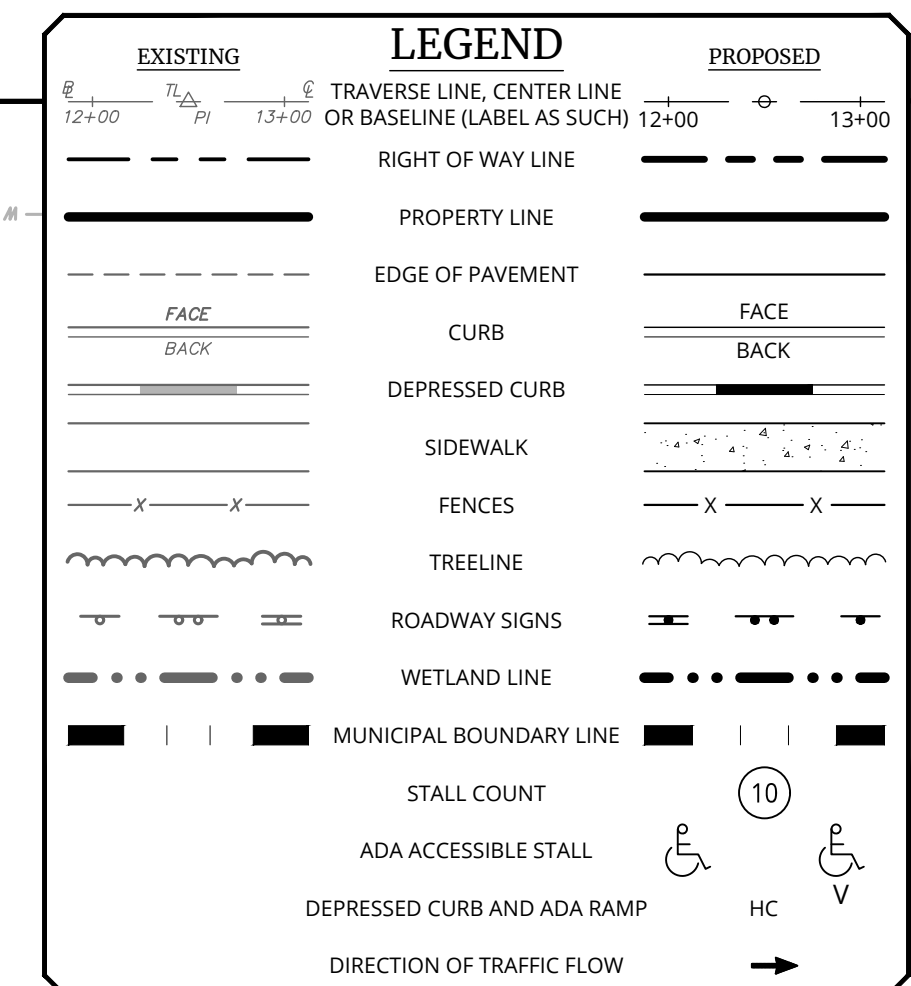 LEGEND
EXISTING
PROPOSED
TL
TRAVERSE LINE, CENTER LINE
12+00 PI 13+00 OR BASELINE (LABEL AS SUCH) 12+00 13+00
RIGHT OF WAY LINE
M
PROPERTY LINE
EDGE OF PAVEMENT
FACE FACE
CURB
BACK BACK
DEPRESSED CURB
SIDEWALK
X X FENCES X X
TREELINE
ROADWAY SIGNS
WETLAND LINE
MUNICIPAL BOUNDARY LINE
STALL COUNT 10
ADA ACCESSIBLE STALL
V
DEPRESSED CURB AND ADA RAMP HC
DIRECTION OF TRAFFIC FLOW